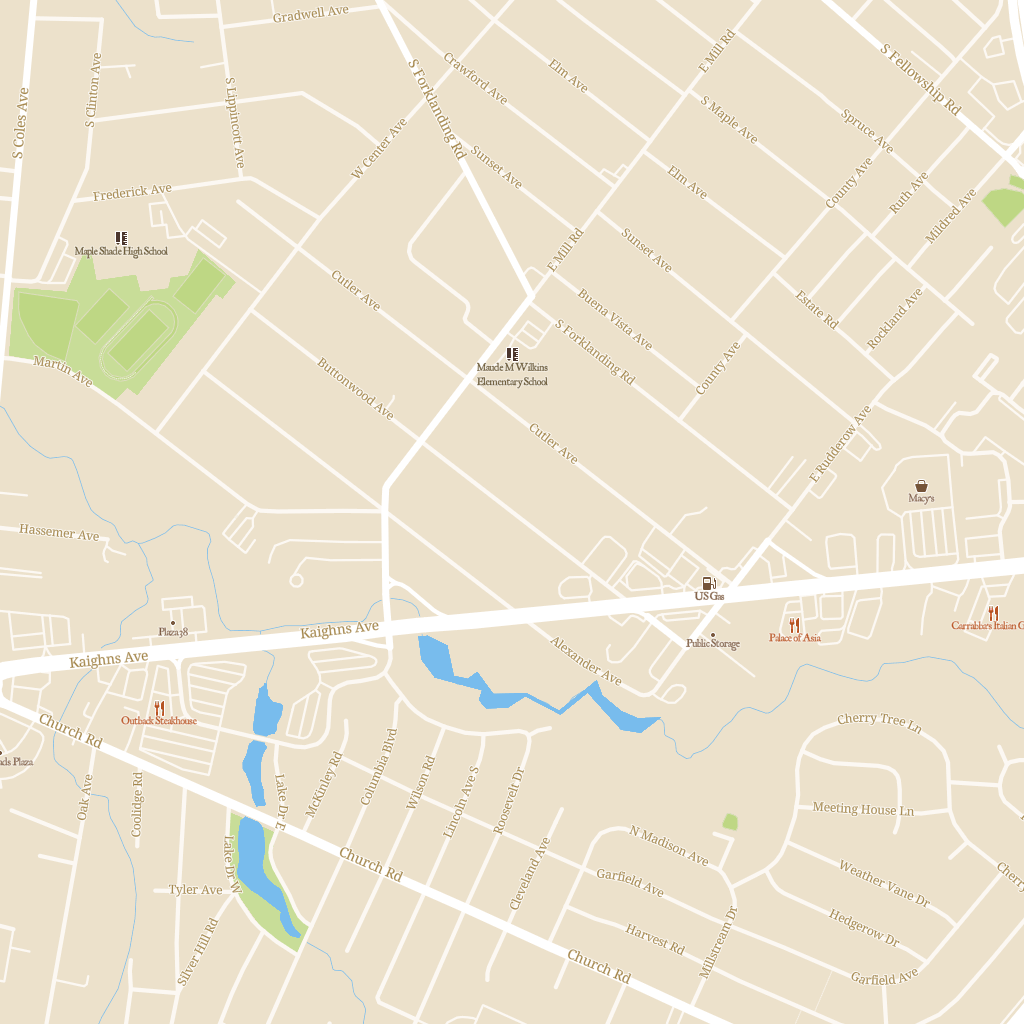 Gradwell Ave
S Fellowship Rd
E Mill Rd
S Forklanding Rd
Crawford Ave
Elm Ave
S Clinton Ave
S Coles Ave
S Lippincott Ave
W Center Ave
S Maple Ave
Spruce Ave
Sunset Ave
Elm Ave
County Ave
Ruth Ave
Mildred Ave
Frederick Ave
Maple Shade High School
E Mill Rd
Sunset Ave
Cutler Ave
Buena Vista Ave
Estate Rd
Rockland Ave
S Forklanding Rd
Maude M Wilkins
Elementary School
County Ave
Martin Ave
Buttonwood Ave
Cutler Ave
E Rudderow Ave
Macy's
Hassemer Ave
US Gas
Plaza 38
Kaighns Ave
Palace of Asia
Carrabba's Italian G
Public Storage
Kaighns Ave
Alexander Ave
Outback Steakhouse
Cherry Tree Ln
Church Rd
ads Plaza
Oak Ave
Coolidge Rd
Lake Dr E
McKinley Rd
Columbia Blvd
Wilson Rd
Lincoln Ave S
Roosevelt Dr
Meeting House Ln
N Madison Ave
Lake Dr W
Church Rd
Cleveland Ave
Garfield Ave
Weather Vane Dr
Cherry
Tyler Ave
Hedgerow Dr
Harvest Rd
Millstream Dr
Silver Hill Rd
Church Rd
Garfield Ave